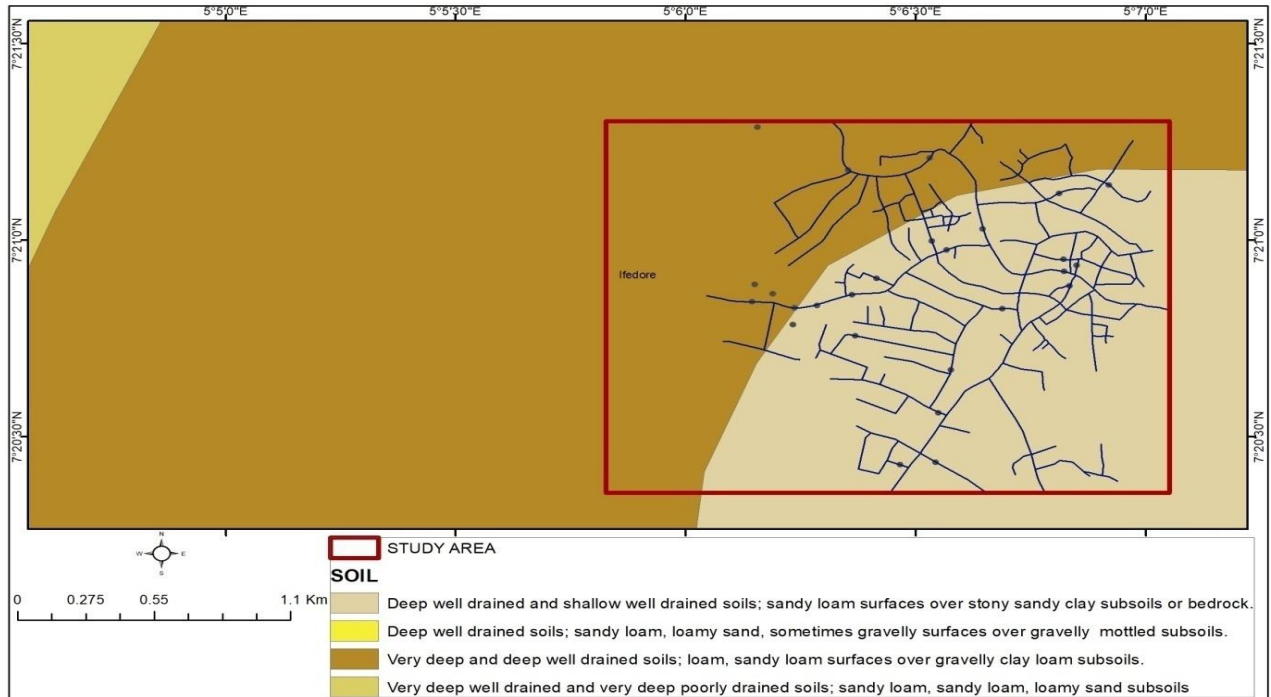 5°5'0"E 5°5'30"E 5°6'0"E 5°6'30"E 5°7'0"E
7°21'30"N 7°21'30"N
7°21'0"N 7°21'0"N
Ifedore
7°20'30"N 7°20'30"N
N
W E
S
0 0.275 0.55 1.1 Km
STUDY AREA
SOIL
Deep well drained and shallow well drained soils; sandy loam surfaces over stony sandy clay subsoils or bedrock.
Deep well drained soils; sandy loam, loamy sand, sometimes gravelly surfaces over gravelly mottled subsoils.
Very deep and deep well drained soils; loam, sandy loam surfaces over gravelly clay loam subsoils.
Very deep well drained and very deep poorly drained soils; sandy loam, sandy loam, loamy sand subsoils